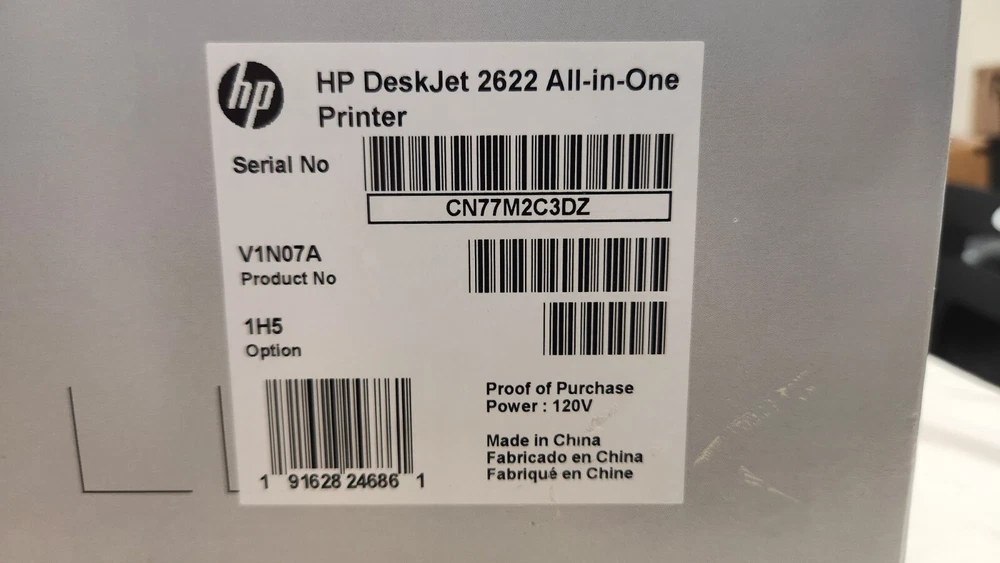 hp
HP DeskJet 2622 All-in-One
Printer
Serial No
CN77M2C3DZ
V1N07A
Product No
1H5
Option
1 91628 24686 1
Proof of Purchase
Power : 120V
Made in China
Fabricado en China
Fabriqué en Chine